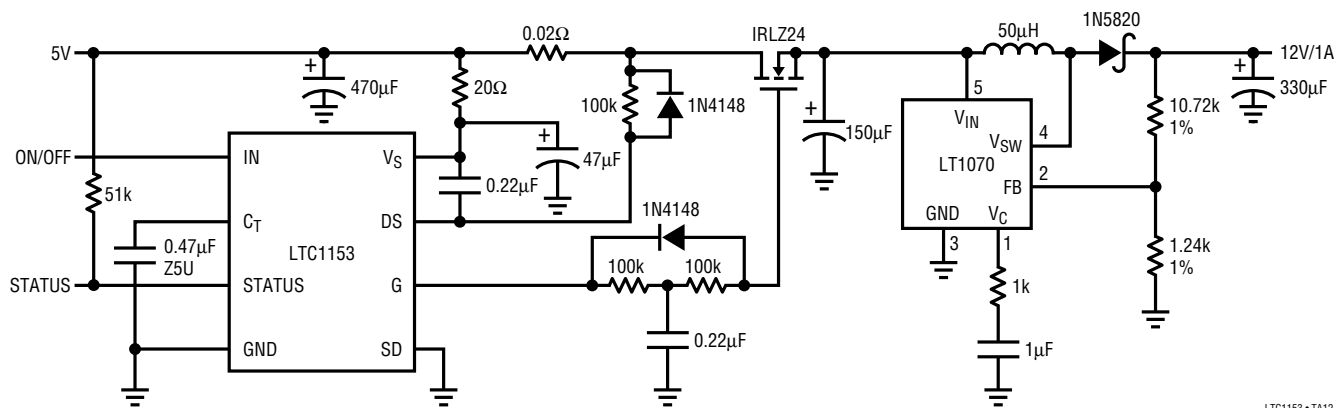 5V
0.02Ω
IRLZ24
50µH
1N5820
12V/1A
470µF
20Ω
100k
1N4148
150µF
330µF
10.72k
1%
5
VIN
VSW
4
LT1070
FB
2
GND
VC
3
1
ON/OFF
IN
VS
47µF
0.22µF
51k
CT
DS
0.47µF
Z5U
LTC1153
1N4148
100k
100k
STATUS
STATUS
G
0.22µF
GND
SD
1.24k
1%
1k
1µF
LTC1153 • TA12